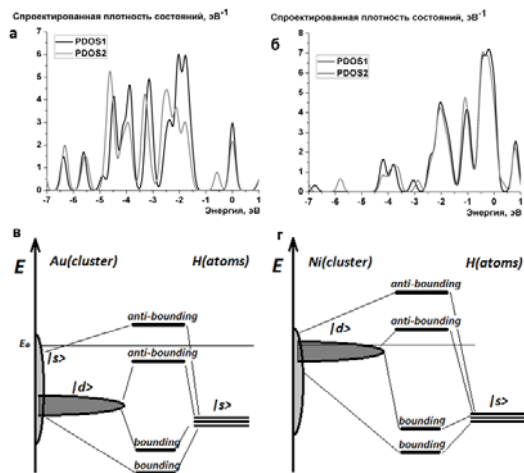 Спроектированная плотность состояний, эВ⁻¹
а
7
6
5
4
3
2
1
0
PDOS1
PDOS2
-7 -6 -5 -4 -3 -2 -1 0 1
Энергия, эВ
Спроектированная плотность состояний, эВ⁻¹
б
7
6
5
4
3
2
1
0
PDOS1
PDOS2
-7 -6 -5 -4 -3 -2 -1 0 1
Энергия, эВ
в
E
Au(cluster) H(atoms)
anti-bounding
Eф
|s>
anti-bounding
|d>
|s>
bounding
bounding
г
E
Ni(cluster) H(atoms)
anti-bounding
|d>
anti-bounding
|s>
bounding
bounding